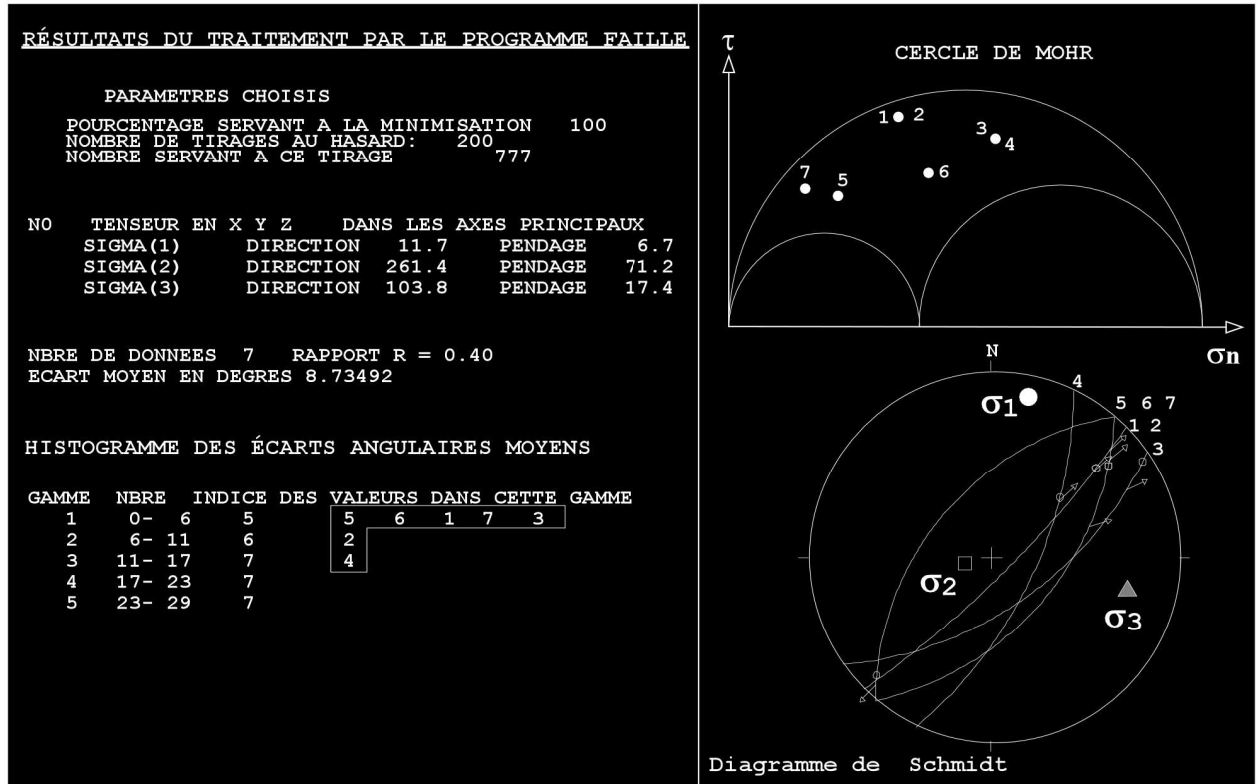 RÉSULTATS DU TRAITEMENT PAR LE PROGRAMME FAILLE
PARAMETRES CHOISIS
POURCENTAGE SERVANT A LA MINIMISATION 100
NOMBRE DE TIRAGES AU HASARD: 200
NOMBRE SERVANT A CE TIRAGE 777
N0 TENSEUR EN X Y Z DANS LES AXES PRINCIPAUX
SIGMA(1) DIRECTION 11.7 PENDAGE 6.7
SIGMA(2) DIRECTION 261.4 PENDAGE 71.2
SIGMA(3) DIRECTION 103.8 PENDAGE 17.4
NBRE DE DONNEES 7 RAPPORT R = 0.40
ECART MOYEN EN DEGRES 8.73492
HISTOGRAMME DES ÉCARTS ANGULAIRES MOYENS
GAMME NBRE INDICE DES VALEURS DANS CETTE GAMME
1 0- 6 5 5 6 1 7 3
2 6- 11 6 2
3 11- 17 7 4
4 17- 23 7
5 23- 29 7
τ
CERCLE DE MOHR
1 2
3
4
7
5
6
σn
N
4
σ1
5 6 7
1 2
3
σ2
σ3
Diagramme de Schmidt